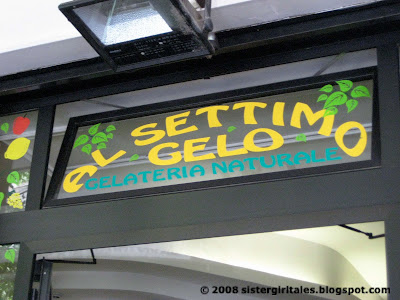 al SETTIMO
- GELO -
GELATERIA NATURALE
© 2008 sistergirltales.blogspot.com